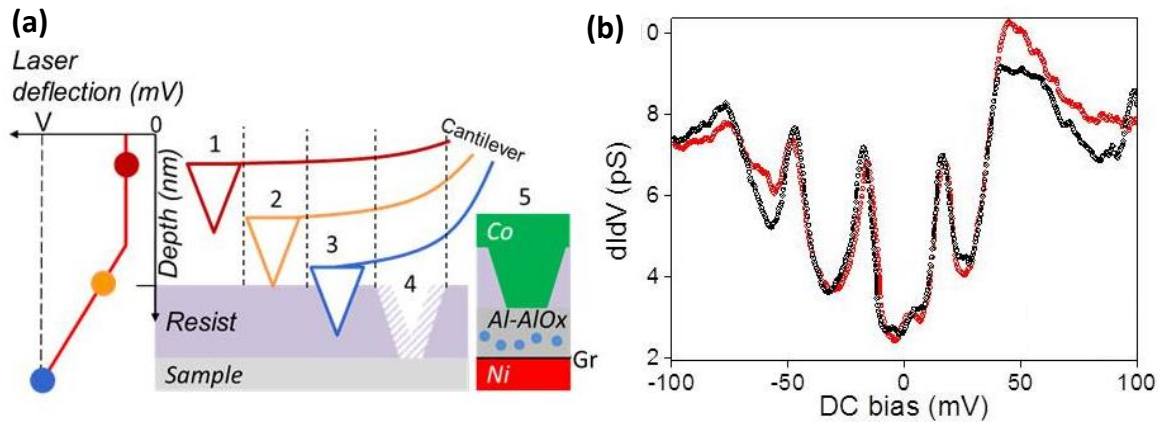 (a)
Laser
deflection (mV)
V
0
Depth (nm)
1
2
3
4
5
Cantilever
Co
Resist
Al-AlOx
Gr
Sample
Ni
(b)
0
8
6
4
2
dIdV (pS)
-100
-50
0
50
100
DC bias (mV)